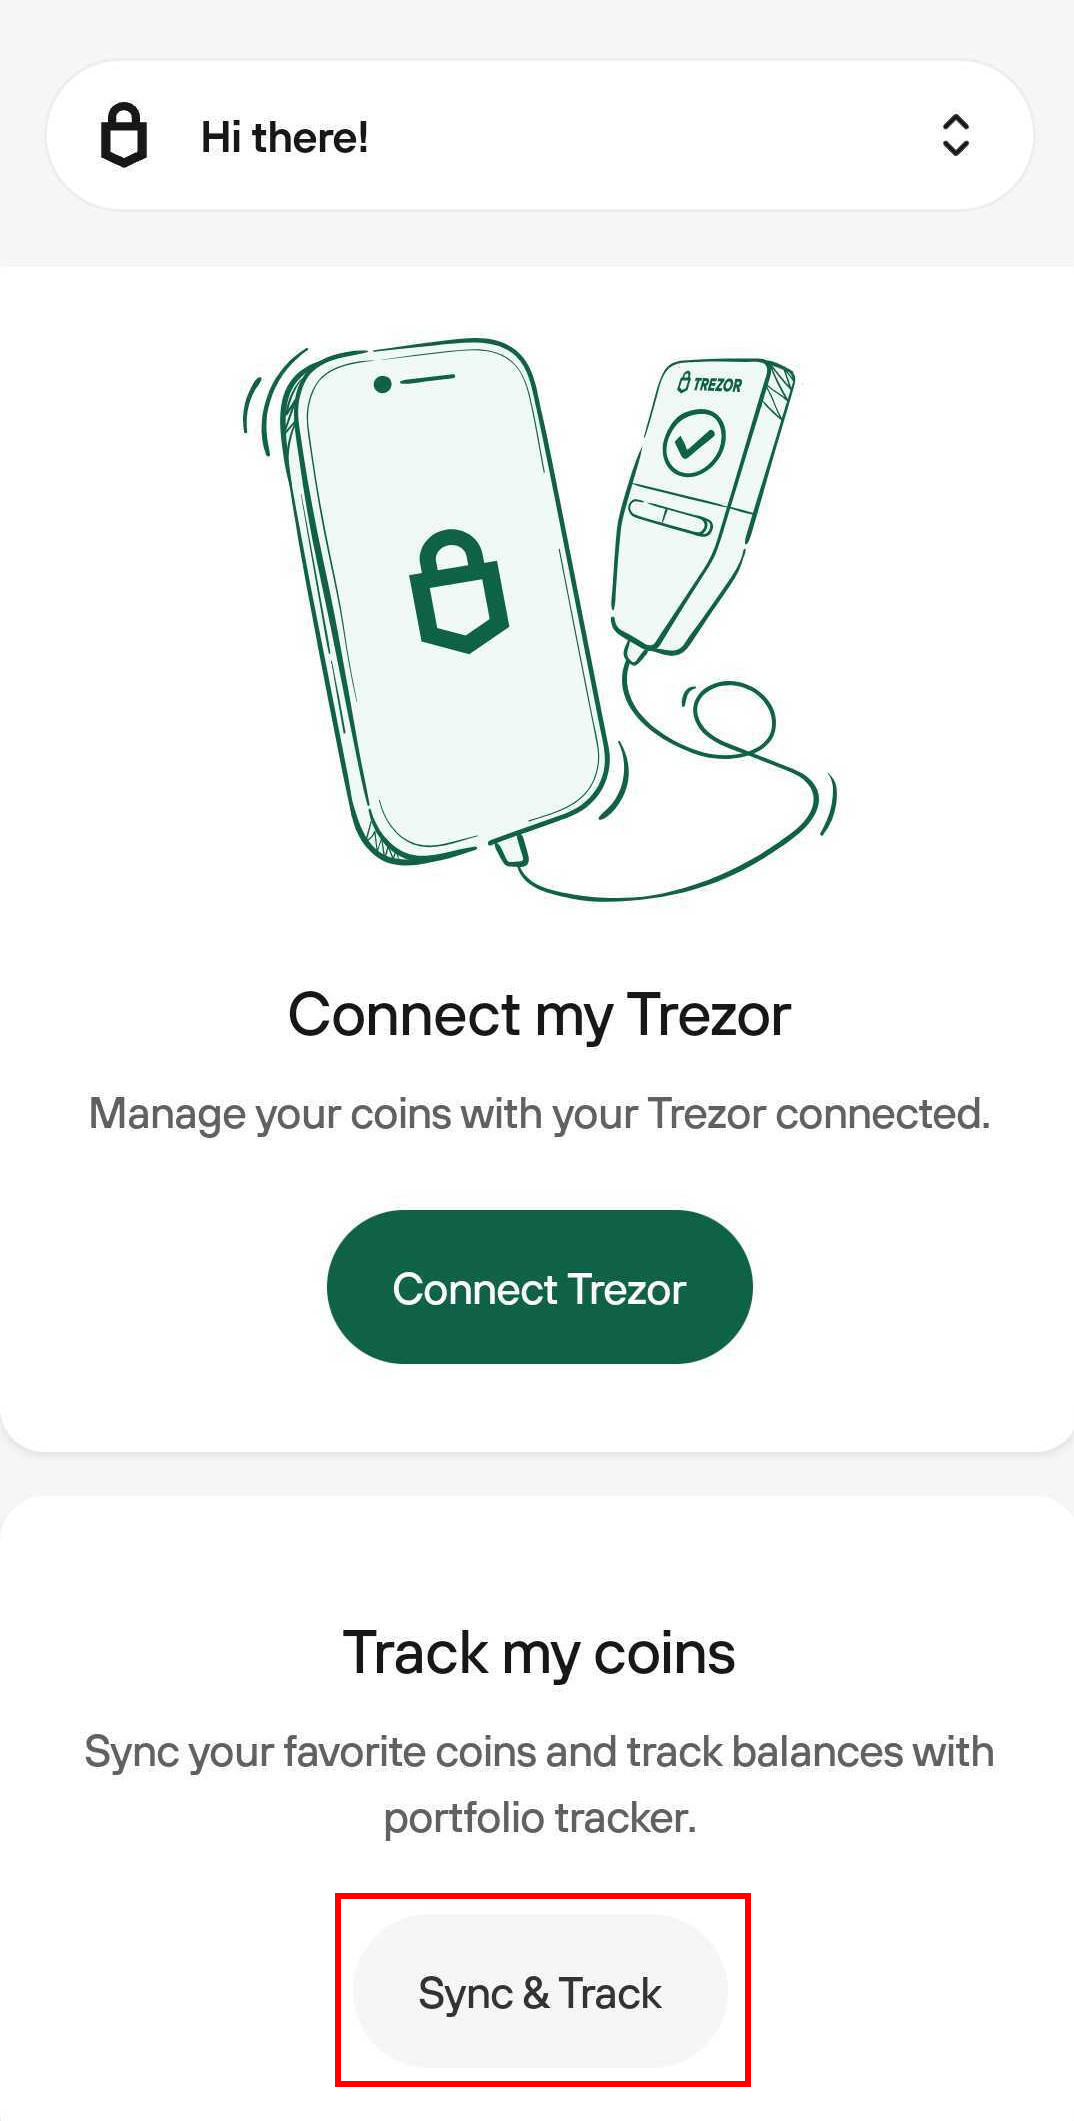 Hi there!
TREZOR
Connect my Trezor
Manage your coins with your Trezor connected.
Connect Trezor
Track my coins
Sync your favorite coins and track balances with
portfolio tracker.
Sync & Track